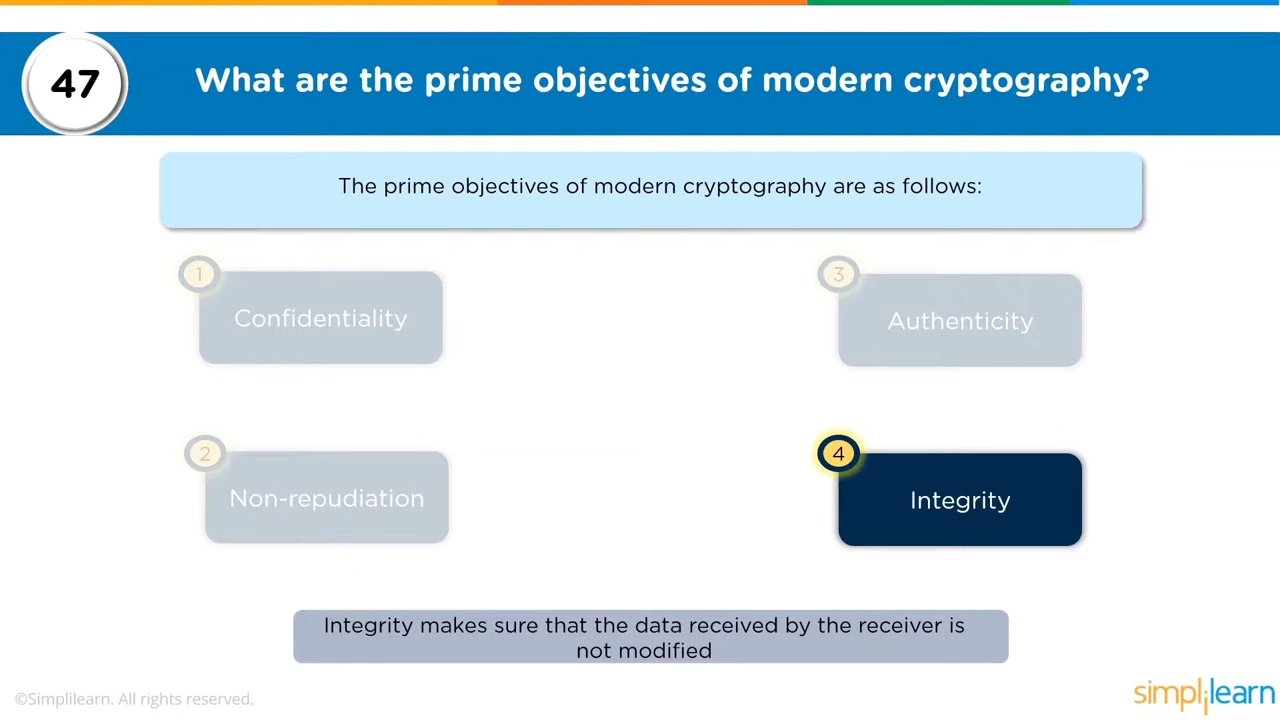 47
What are the prime objectives of modern cryptography?
The prime objectives of modern cryptography are as follows:
1
Confidentiality
3
Authenticity
2
Non-repudiation
4
Integrity
Integrity makes sure that the data received by the receiver is
not modified
©Simplilearn. All rights reserved.
simplilearn